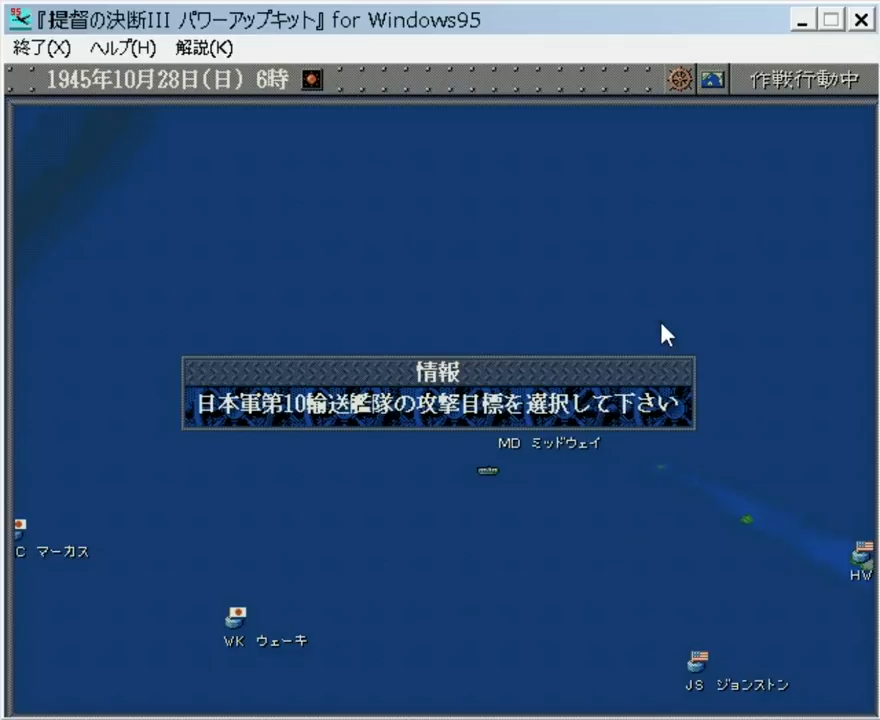 『提督の決断III パワーアップキット』 for Windows95
終了(X) ヘルプ(H) 解説(K)
1945年10月28日(日) 6時 作戦行動中
情報
日本軍第10輸送艦隊の攻撃目標を選択して下さい
MD ミッドウェイ
C マーカス
HW
WK ウェーキ
JS ジョンストン